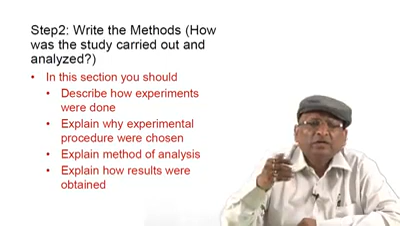 Step2: Write the Methods (How
was the study carried out and
analyzed?)
• In this section you should
• Describe how experiments
were done
• Explain why experimental
procedure were chosen
• Explain method of analysis
• Explain how results were
obtained